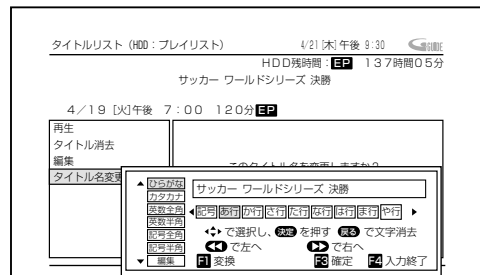 タイトルリスト（HDD：プレイリスト） 4/21[木]午後 9:30 GGUIDE
HDD残時間：EP 137時間05分
サッカー ワールドシリーズ 決勝
4／19 [火]午後 7：00 120分EP
再生
タイトル消去
編集
タイトル名変更
このタイトル名を変更しますか？
ひらがな
カタカナ
英数全角
英数半角
記号全角
記号半角
編集
サッカー ワールドシリーズ 決勝
記号 あ行 か行 さ行 た行 な行 は行 ま行 や行
で選択し、決定 を押す 戻る で文字消去
で左へ で右へ
F1 変換 F3 確定 F4 入力終了